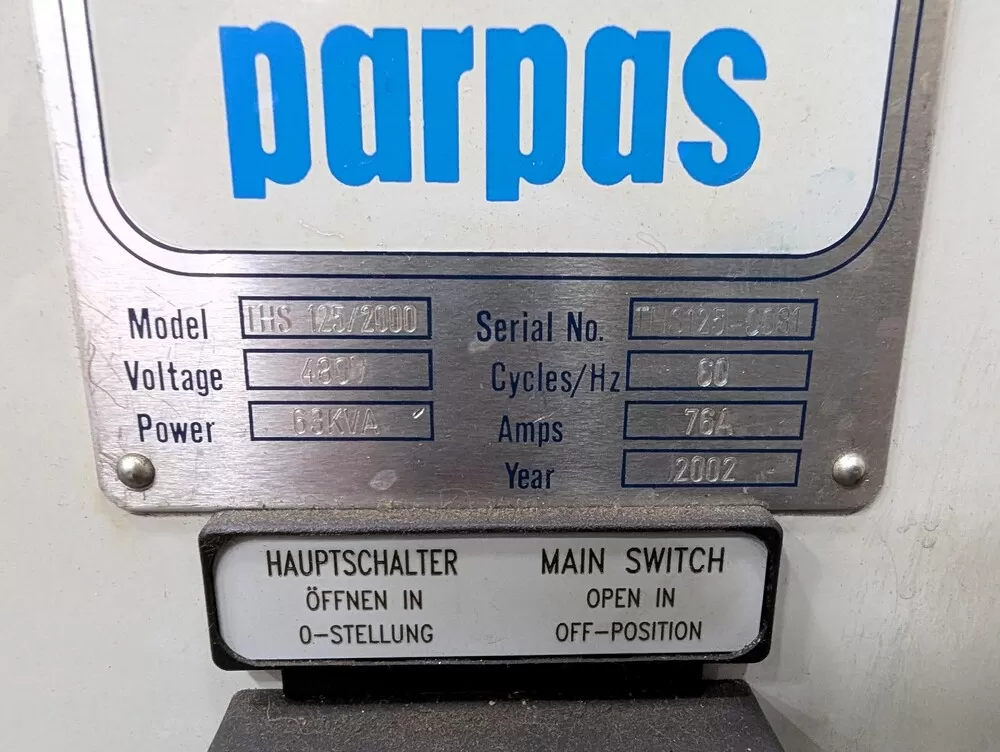 parpas
Model THS 125/2000 Serial No.
Voltage 480V Cycles/Hz 60
Power 63KVA Amps 76A
Year 2002
HAUPTSCHALTER MAIN SWITCH
ÖFFNEN IN OPEN IN
0-STELLUNG OFF-POSITION